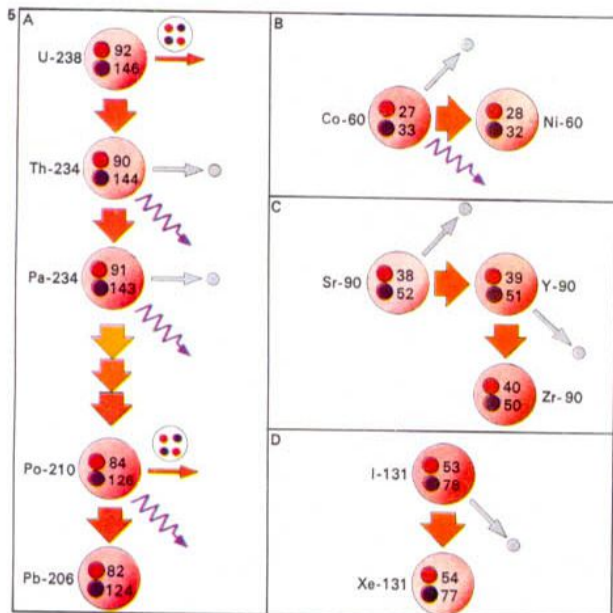 5
A
U-238
92
146
Th-234
90
144
Pa-234
91
143
Po-210
84
126
Pb-206
82
124
B
Co-60
27
33
28
32
Ni-60
C
Sr-90
38
52
39
51
Y-90
40
50
Zr-90
D
I-131
53
78
Xe-131
54
77